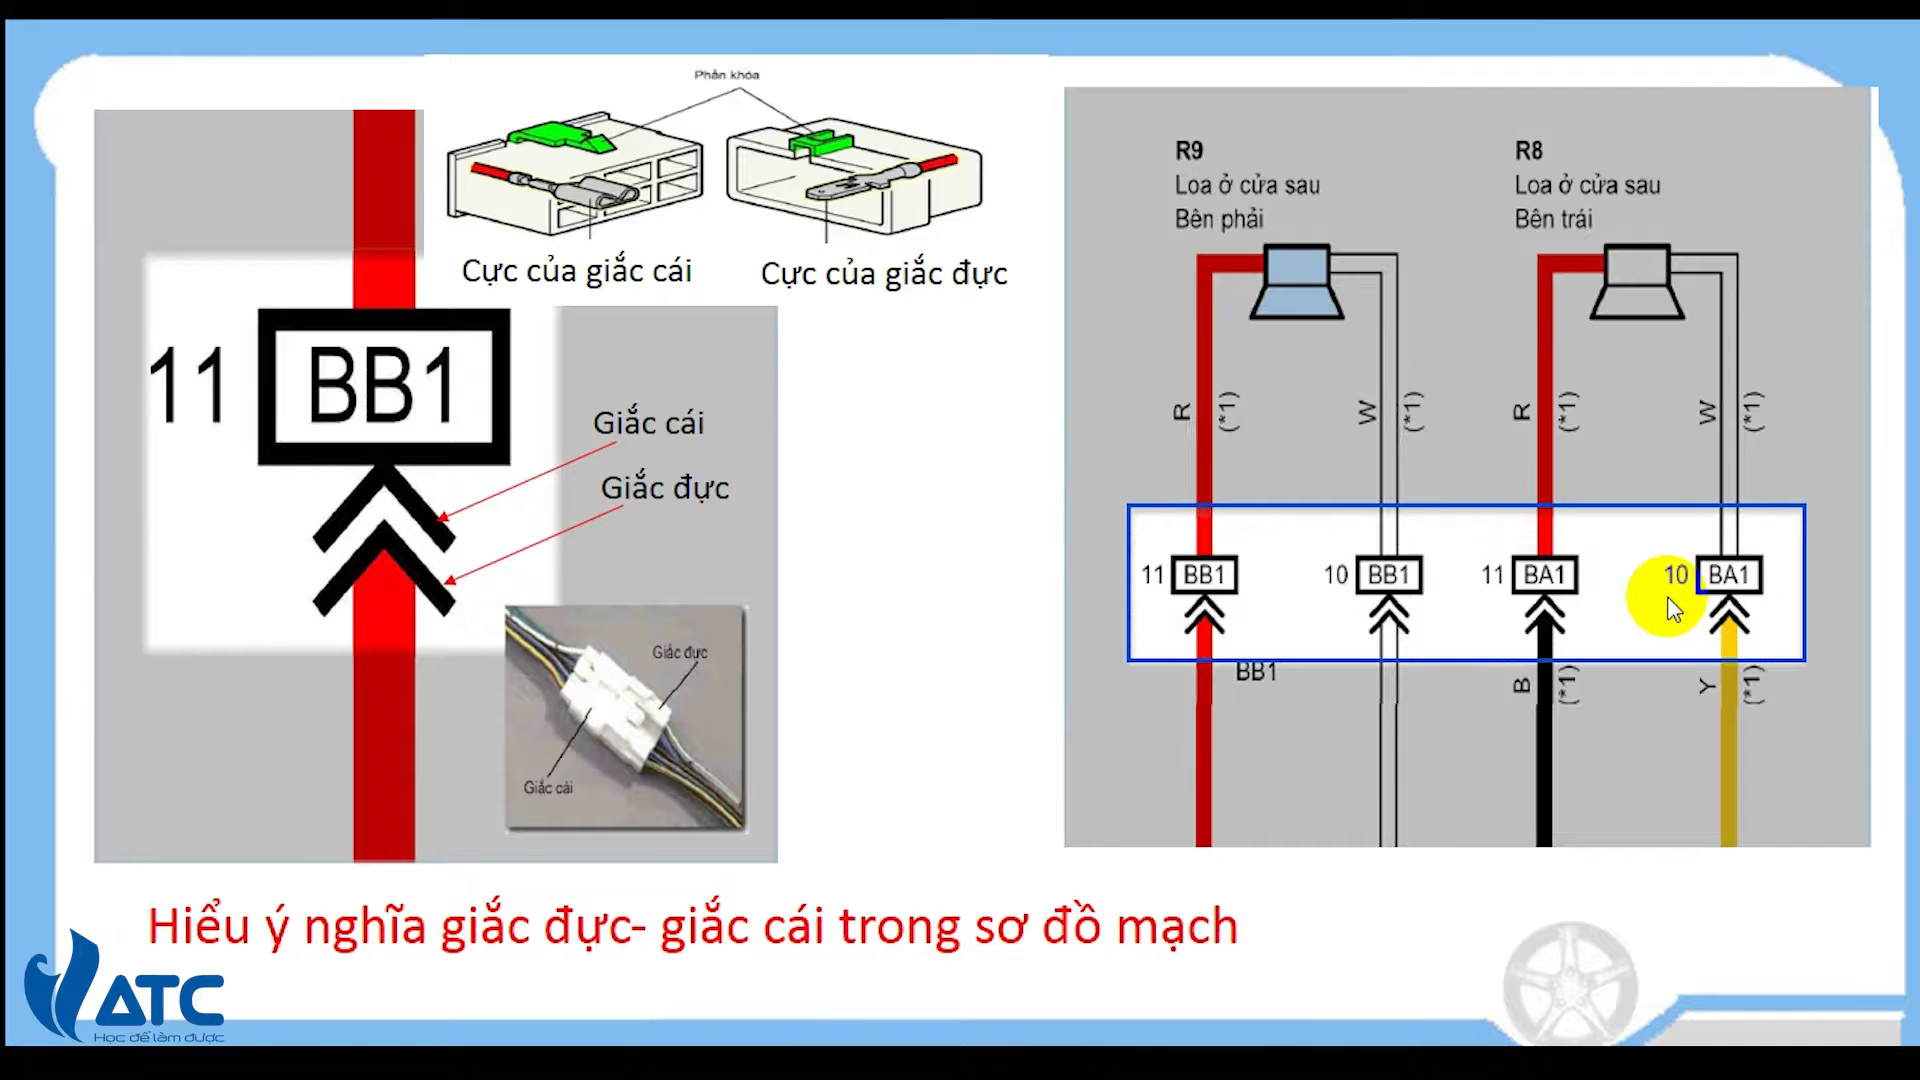 Phần khóa
Cực của giắc cái
Cực của giắc đực
11
BB1
Giắc cái
Giắc đực
Giắc đực
Giắc cái
R9
Loa ở cửa sau
Bên phải
R8
Loa ở cửa sau
Bên trái
R
(*1)
W
(*1)
R
(*1)
W
(*1)
11 BB1
10 BB1
11 BA1
10 BA1
BB1
B
(*1)
Y
(*1)
Hiểu ý nghĩa giắc đực- giắc cái trong sơ đồ mạch
VATC
Học để làm được